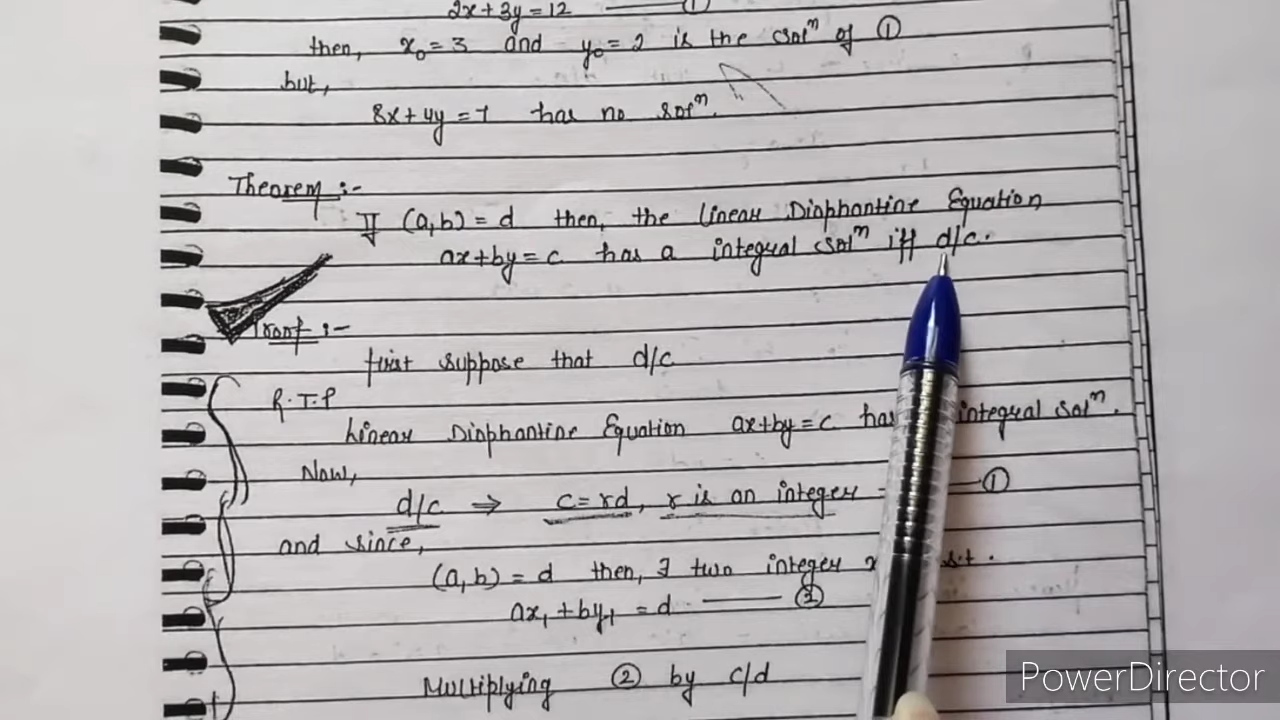 2x+3y=12 ——— ①
then, x₀=3 and y₀=2 is the solⁿ of ①
but,
8x+4y=7 has no solⁿ.
Theorem :-
If (a,b)=d then, the linear Diophantine Equation
ax+by=c has a integral solⁿ iff d/c.
Proof :-
first suppose that d/c
R.T.P
Linear Diophantine Equation ax+by=c has integral solⁿ.
Now,
d/c ⇒ c=rd, r is an integer ——— ①
and since,
(a,b)=d then, ∃ two integer s.t.
ax₁+by₁=d ——— ②
Multiplying ② by c/d
PowerDirector